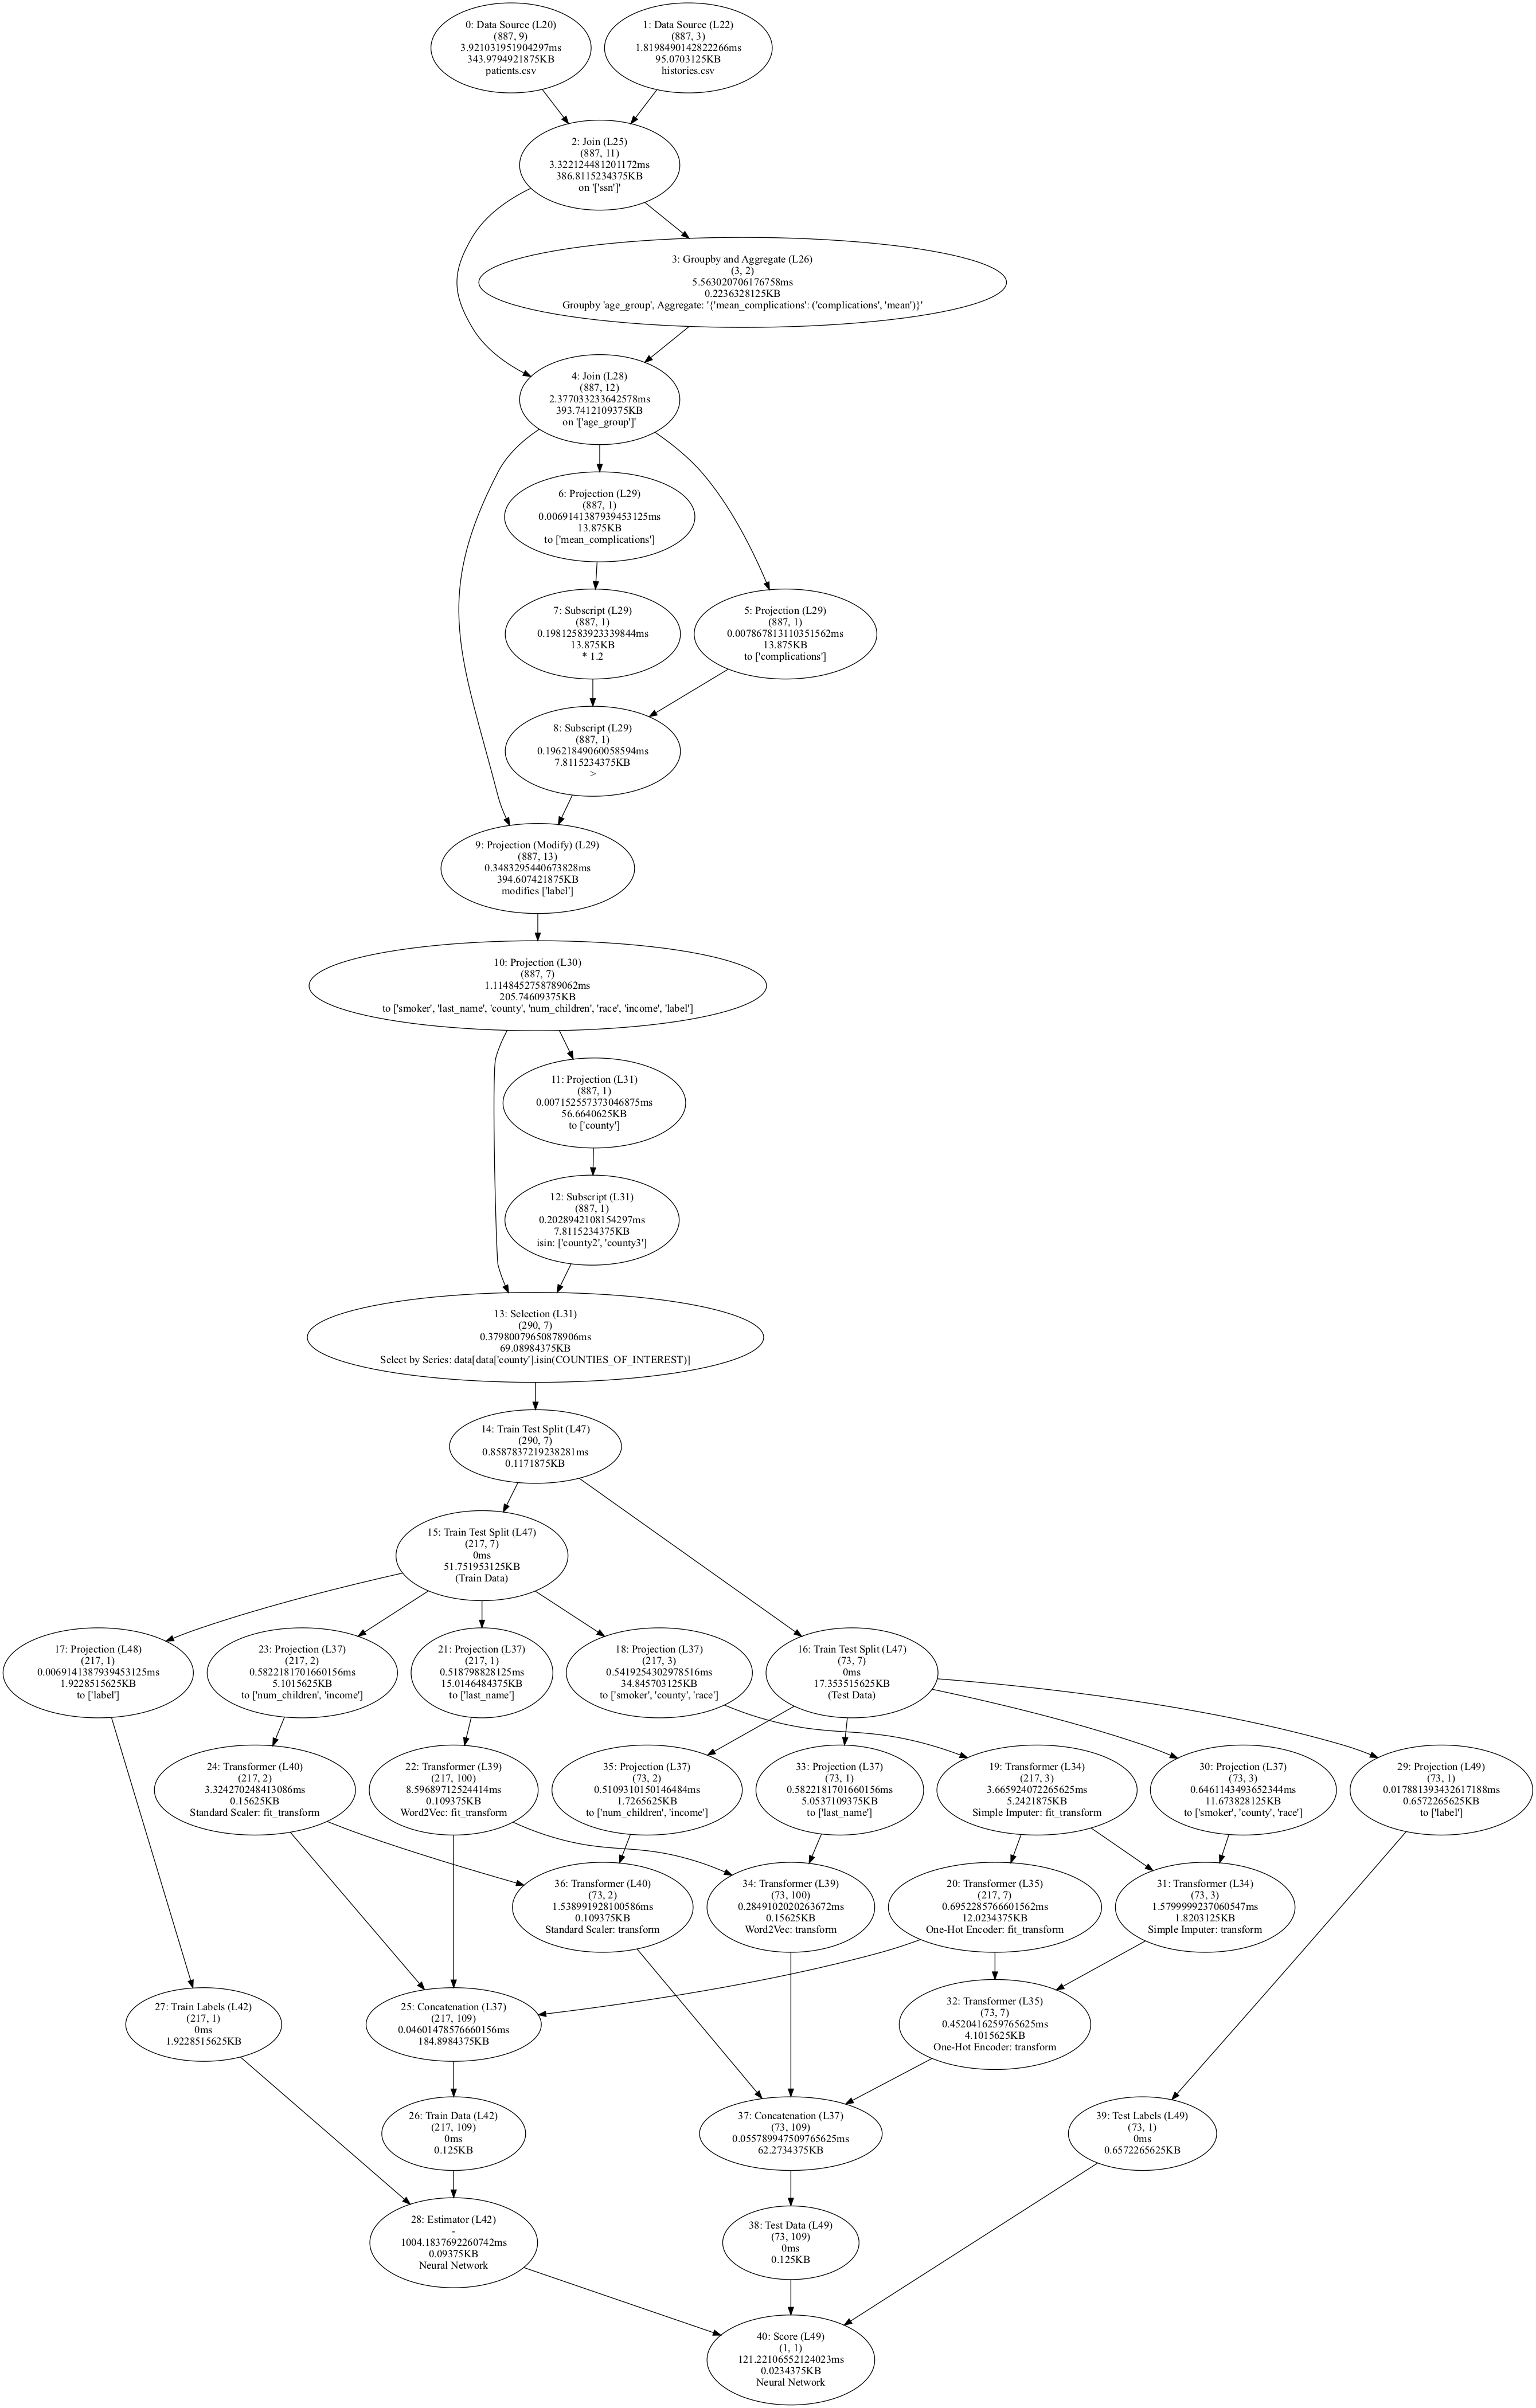 0: Data Source (L20)
(887, 9)
3.921031951904297ms
343.9794921875KB
patients.csv
1: Data Source (L22)
(887, 3)
1.8198490142822266ms
95.0703125KB
histories.csv
2: Join (L25)
(887, 11)
3.322124481201172ms
386.8115234375KB
on '['ssn']'
3: Groupby and Aggregate (L26)
(3, 2)
5.563020706176758ms
0.2236328125KB
Groupby 'age_group', Aggregate: '{'mean_complications': ('complications', 'mean')}'
4: Join (L28)
(887, 12)
2.377033233642578ms
393.7412109375KB
on '['age_group']'
6: Projection (L29)
(887, 1)
0.0069141387939453125ms
13.875KB
to ['mean_complications']
7: Subscript (L29)
(887, 1)
0.19812583923339844ms
13.875KB
* 1.2
5: Projection (L29)
(887, 1)
0.007867813110351562ms
13.875KB
to ['complications']
8: Subscript (L29)
(887, 1)
0.19621849060058594ms
7.8115234375KB
>
9: Projection (Modify) (L29)
(887, 13)
0.3483295440673828ms
394.607421875KB
modifies ['label']
10: Projection (L30)
(887, 7)
1.1148452758789062ms
205.74609375KB
to ['smoker', 'last_name', 'county', 'num_children', 'race', 'income', 'label']
11: Projection (L31)
(887, 1)
0.007152557373046875ms
56.6640625KB
to ['county']
12: Subscript (L31)
(887, 1)
0.2028942108154297ms
7.8115234375KB
isin: ['county2', 'county3']
13: Selection (L31)
(290, 7)
0.37980079650878906ms
69.08984375KB
Select by Series: data[data['county'].isin(COUNTIES_OF_INTEREST)]
14: Train Test Split (L47)
(290, 7)
0.8587837219238281ms
0.1171875KB
15: Train Test Split (L47)
(217, 7)
0ms
51.751953125KB
(Train Data)
17: Projection (L48)
(217, 1)
0.0069141387939453125ms
1.9228515625KB
to ['label']
23: Projection (L37)
(217, 2)
0.5822181701660156ms
5.1015625KB
to ['num_children', 'income']
21: Projection (L37)
(217, 1)
0.518798828125ms
15.0146484375KB
to ['last_name']
18: Projection (L37)
(217, 3)
0.5419254302978516ms
34.845703125KB
to ['smoker', 'county', 'race']
16: Train Test Split (L47)
(73, 7)
0ms
17.353515625KB
(Test Data)
24: Transformer (L40)
(217, 2)
3.324270248413086ms
0.15625KB
Standard Scaler: fit_transform
22: Transformer (L39)
(217, 100)
8.59689712524414ms
0.109375KB
Word2Vec: fit_transform
35: Projection (L37)
(73, 2)
0.5109310150146484ms
1.7265625KB
to ['num_children', 'income']
33: Projection (L37)
(73, 1)
0.5822181701660156ms
5.0537109375KB
to ['last_name']
19: Transformer (L34)
(217, 3)
3.665924072265625ms
5.2421875KB
Simple Imputer: fit_transform
30: Projection (L37)
(73, 3)
0.6461143493652344ms
11.673828125KB
to ['smoker', 'county', 'race']
29: Projection (L49)
(73, 1)
0.017881393432617188ms
0.6572265625KB
to ['label']
36: Transformer (L40)
(73, 2)
1.538991928100586ms
0.109375KB
Standard Scaler: transform
34: Transformer (L39)
(73, 100)
0.2849102020263672ms
0.15625KB
Word2Vec: transform
20: Transformer (L35)
(217, 7)
0.6952285766601562ms
12.0234375KB
One-Hot Encoder: fit_transform
31: Transformer (L34)
(73, 3)
1.5799999237060547ms
1.8203125KB
Simple Imputer: transform
27: Train Labels (L42)
(217, 1)
0ms
1.9228515625KB
25: Concatenation (L37)
(217, 109)
0.04601478576660156ms
184.8984375KB
32: Transformer (L35)
(73, 7)
0.4520416259765625ms
4.1015625KB
One-Hot Encoder: transform
26: Train Data (L42)
(217, 109)
0ms
0.125KB
37: Concatenation (L37)
(73, 109)
0.055789947509765625ms
62.2734375KB
39: Test Labels (L49)
(73, 1)
0ms
0.6572265625KB
28: Estimator (L42)
-
1004.1837692260742ms
0.09375KB
Neural Network
38: Test Data (L49)
(73, 109)
0ms
0.125KB
40: Score (L49)
(1, 1)
121.22106552124023ms
0.0234375KB
Neural Network